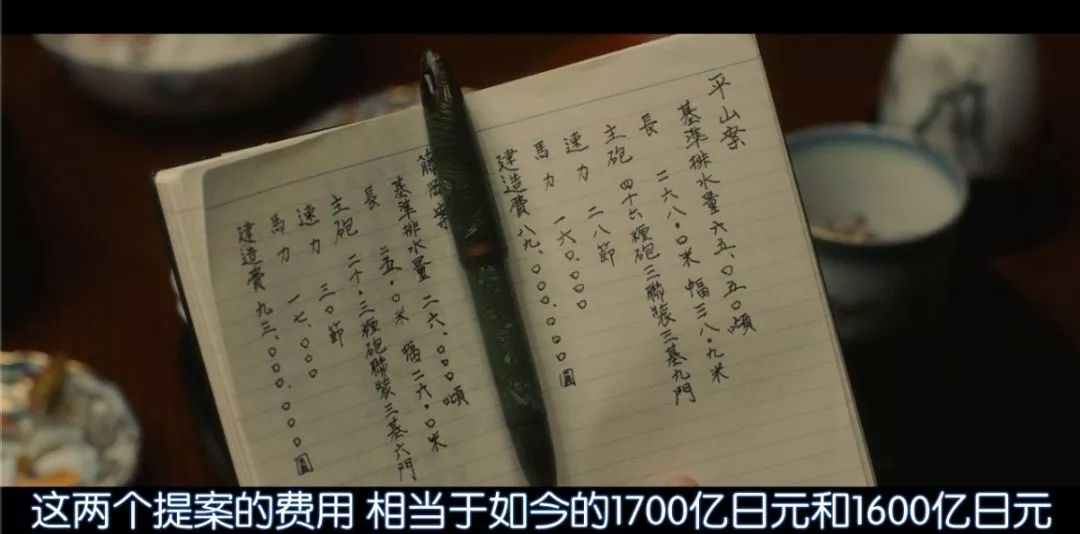 平山案
基準排水量六五.〇五〇噸
長 二六八.〇米 幅三八.九米
主砲 四十六糎砲三聯装三基九門
速力 二八節
馬力 一六〇.〇〇〇
建造費八九.〇〇〇.〇〇〇圓
藤岡案
基準排水量 二六.〇〇〇噸
長 二五.〇米 幅二六.〇米
主砲 二十.三糎砲聯装三基六門
速力 三〇節
馬力 一七.〇〇〇
建造費九三.〇〇〇.〇〇〇圓
这两个提案的费用 相当于如今的1700亿日元和1600亿日元